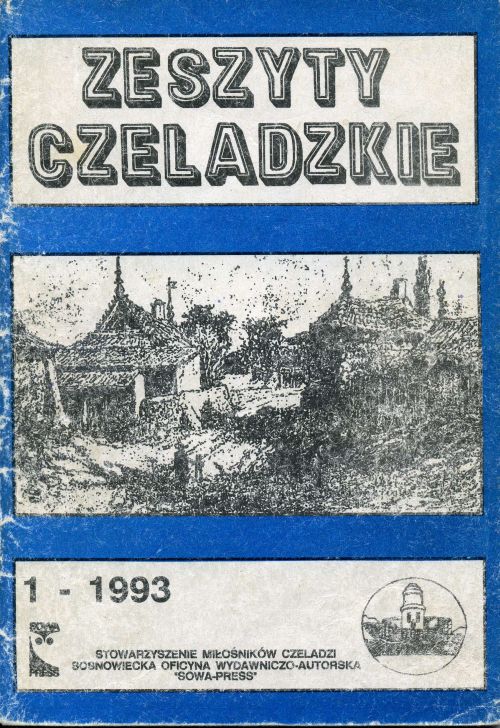 ZESZYTY
CZELADZKIE
1 - 1993
SOWA
PRESS
STOWARZYSZENIE MIŁOŚNIKÓW CZELADZI
SOSNOWIECKA OFICYNA WYDAWNICZO-AUTORSKA
"SOWA-PRESS"